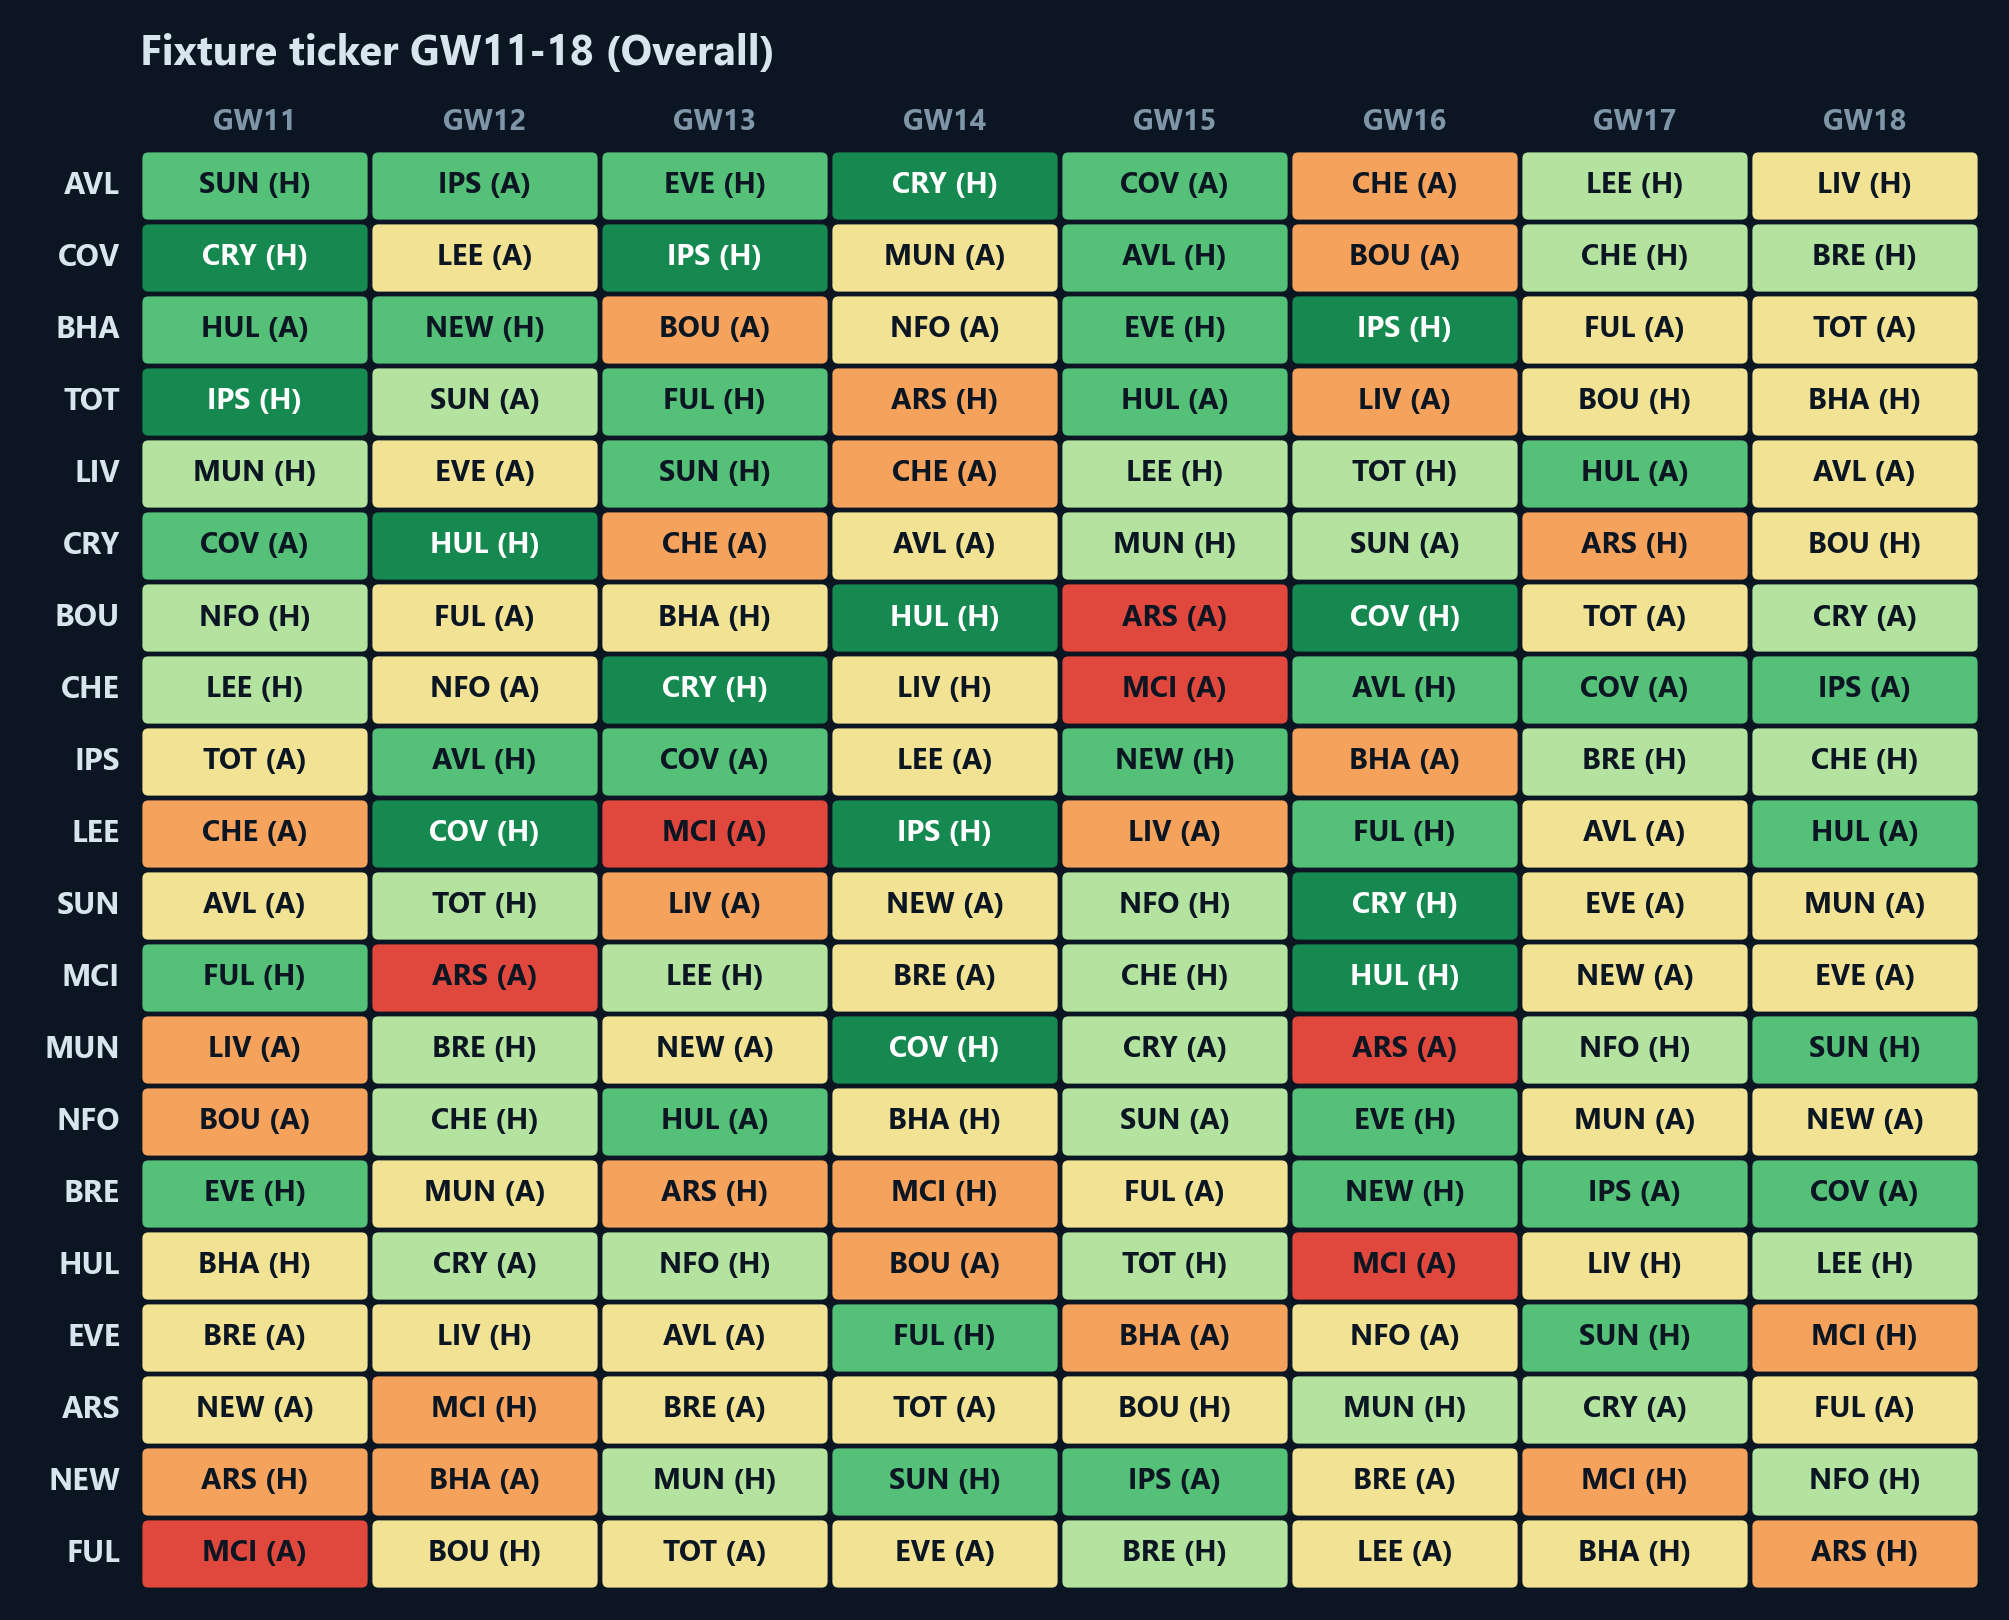 Fixture ticker GW11-18 (Overall)
GW11 GW12 GW13 GW14 GW15 GW16 GW17 GW18
AVL SUN (H) IPS (A) EVE (H) CRY (H) COV (A) CHE (A) LEE (H) LIV (H)
COV CRY (H) LEE (A) IPS (H) MUN (A) AVL (H) BOU (A) CHE (H) BRE (H)
BHA HUL (A) NEW (H) BOU (A) NFO (A) EVE (H) IPS (H) FUL (A) TOT (A)
TOT IPS (H) SUN (A) FUL (H) ARS (H) HUL (A) LIV (A) BOU (H) BHA (H)
LIV MUN (H) EVE (A) SUN (H) CHE (A) LEE (H) TOT (H) HUL (A) AVL (A)
CRY COV (A) HUL (H) CHE (A) AVL (A) MUN (H) SUN (A) ARS (H) BOU (H)
BOU NFO (H) FUL (A) BHA (H) HUL (H) ARS (A) COV (H) TOT (A) CRY (A)
CHE LEE (H) NFO (A) CRY (H) LIV (H) MCI (A) AVL (H) COV (A) IPS (A)
IPS TOT (A) AVL (H) COV (A) LEE (A) NEW (H) BHA (A) BRE (H) CHE (H)
LEE CHE (A) COV (H) MCI (A) IPS (H) LIV (A) FUL (H) AVL (A) HUL (A)
SUN AVL (A) TOT (H) LIV (A) NEW (A) NFO (H) CRY (H) EVE (A) MUN (A)
MCI FUL (H) ARS (A) LEE (H) BRE (A) CHE (H) HUL (H) NEW (A) EVE (A)
MUN LIV (A) BRE (H) NEW (A) COV (H) CRY (A) ARS (A) NFO (H) SUN (H)
NFO BOU (A) CHE (H) HUL (A) BHA (H) SUN (A) EVE (H) MUN (A) NEW (A)
BRE EVE (H) MUN (A) ARS (H) MCI (H) FUL (A) NEW (H) IPS (A) COV (A)
HUL BHA (H) CRY (A) NFO (H) BOU (A) TOT (H) MCI (A) LIV (H) LEE (H)
EVE BRE (A) LIV (H) AVL (A) FUL (H) BHA (A) NFO (A) SUN (H) MCI (H)
ARS NEW (A) MCI (H) BRE (A) TOT (A) BOU (H) MUN (H) CRY (A) FUL (A)
NEW ARS (H) BHA (A) MUN (H) SUN (H) IPS (A) BRE (A) MCI (H) NFO (H)
FUL MCI (A) BOU (H) TOT (A) EVE (A) BRE (H) LEE (A) BHA (H) ARS (H)